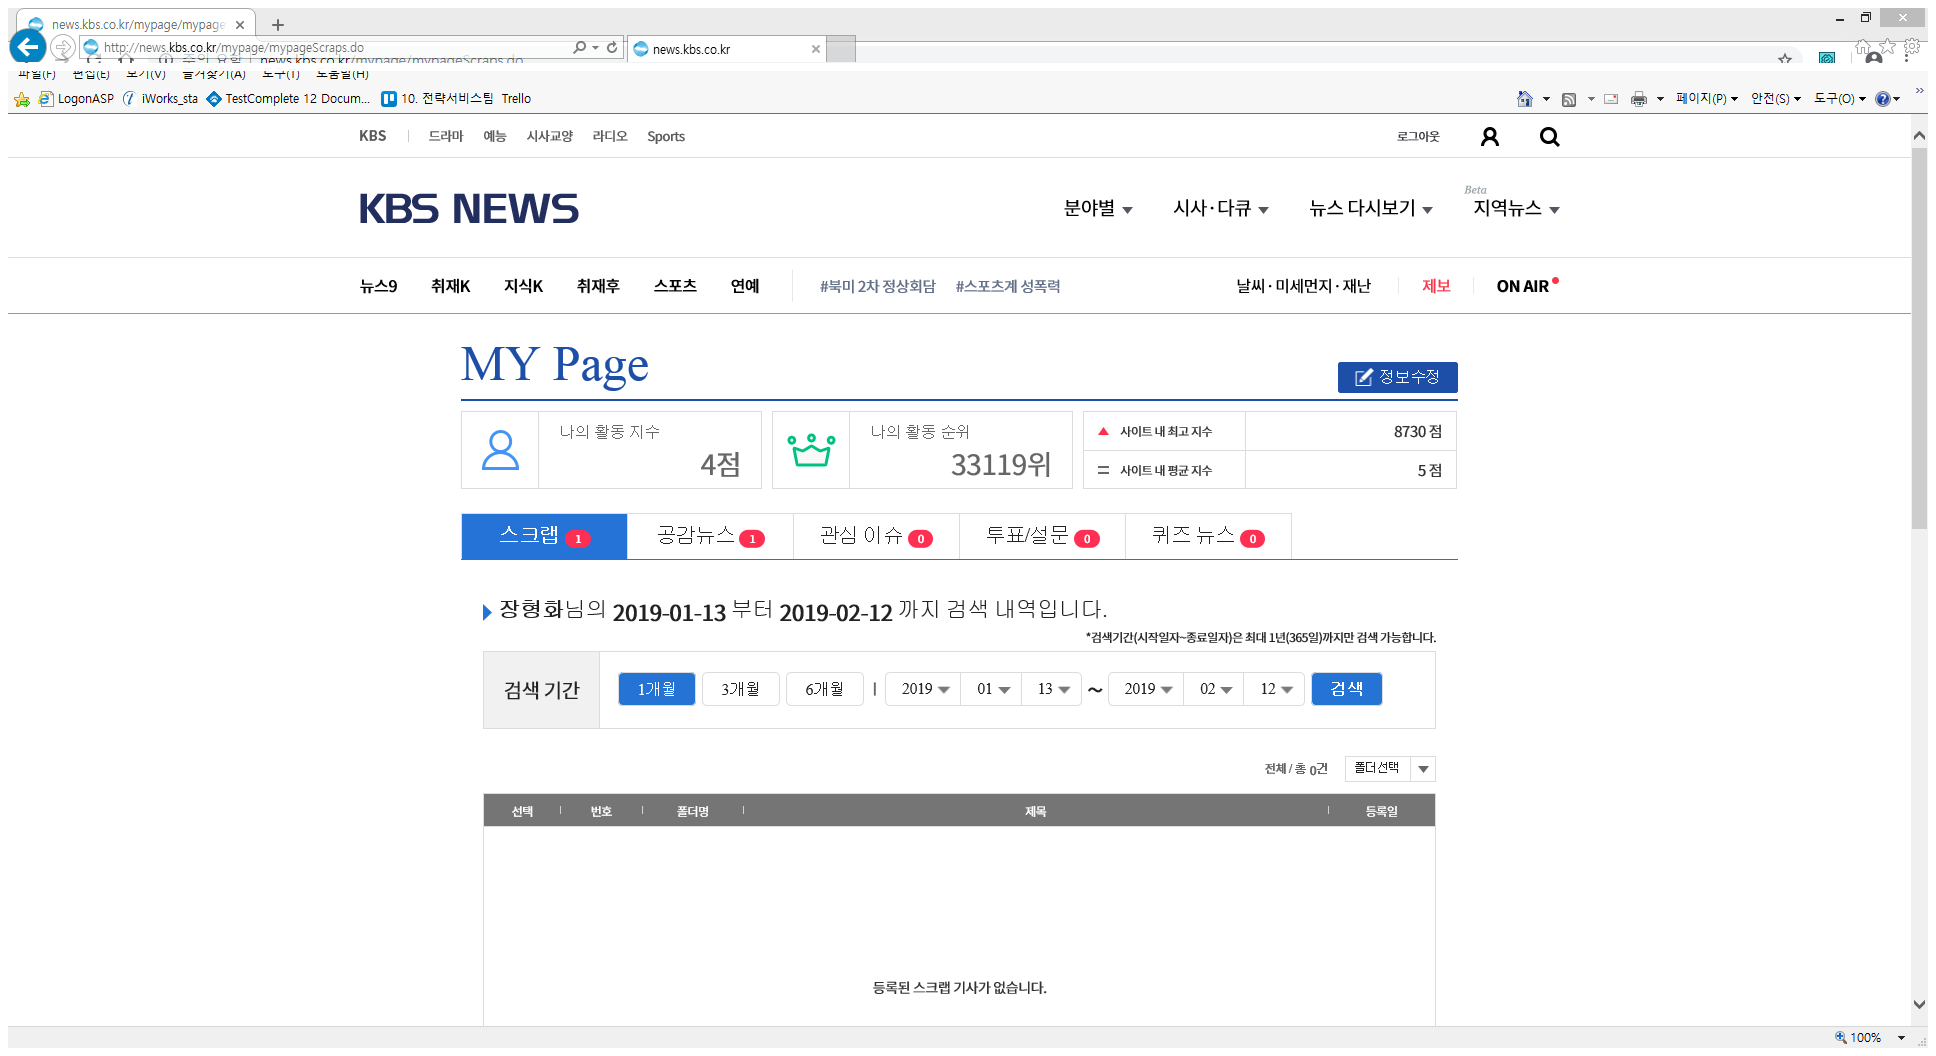 news.kbs.co.kr/mypage/mypage
http://news.kbs.co.kr/mypage/mypageScraps.do
news.kbs.co.kr
파일(F) 편집(E) 보기(V) 즐겨찾기(A) 도구(T) 도움말(H)
LogonASP iWorks_sta TestComplete 12 Docum... 10. 전략서비스팀 Trello
페이지(P) 안전(S) 도구(O)
KBS 드라마 예능 시사교양 라디오 Sports 로그아웃
KBS NEWS
Beta
분야별 시사·다큐 뉴스 다시보기 지역뉴스
뉴스9 취재K 지식K 취재후 스포츠 연예 #북미 2차 정상회담 #스포츠계 성폭력 날씨·미세먼지·재난 제보 ON AIR
MY Page
정보수정
나의 활동 지수
4점
나의 활동 순위
33119위
사이트 내 최고 지수 8730 점
사이트 내 평균 지수 5 점
스크랩 1 공감뉴스 1 관심 이슈 0 투표/설문 0 퀴즈 뉴스 0
장형화님의 2019-01-13 부터 2019-02-12 까지 검색 내역입니다.
*검색기간(시작일자~종료일자)은 최대 1년(365일)까지만 검색 가능합니다.
검색 기간 1개월 3개월 6개월 | 2019 01 13 ~ 2019 02 12 검색
전체 / 총 0건 폴더선택
선택 번호 폴더명 제목 등록일
등록된 스크랩 기사가 없습니다.
100%